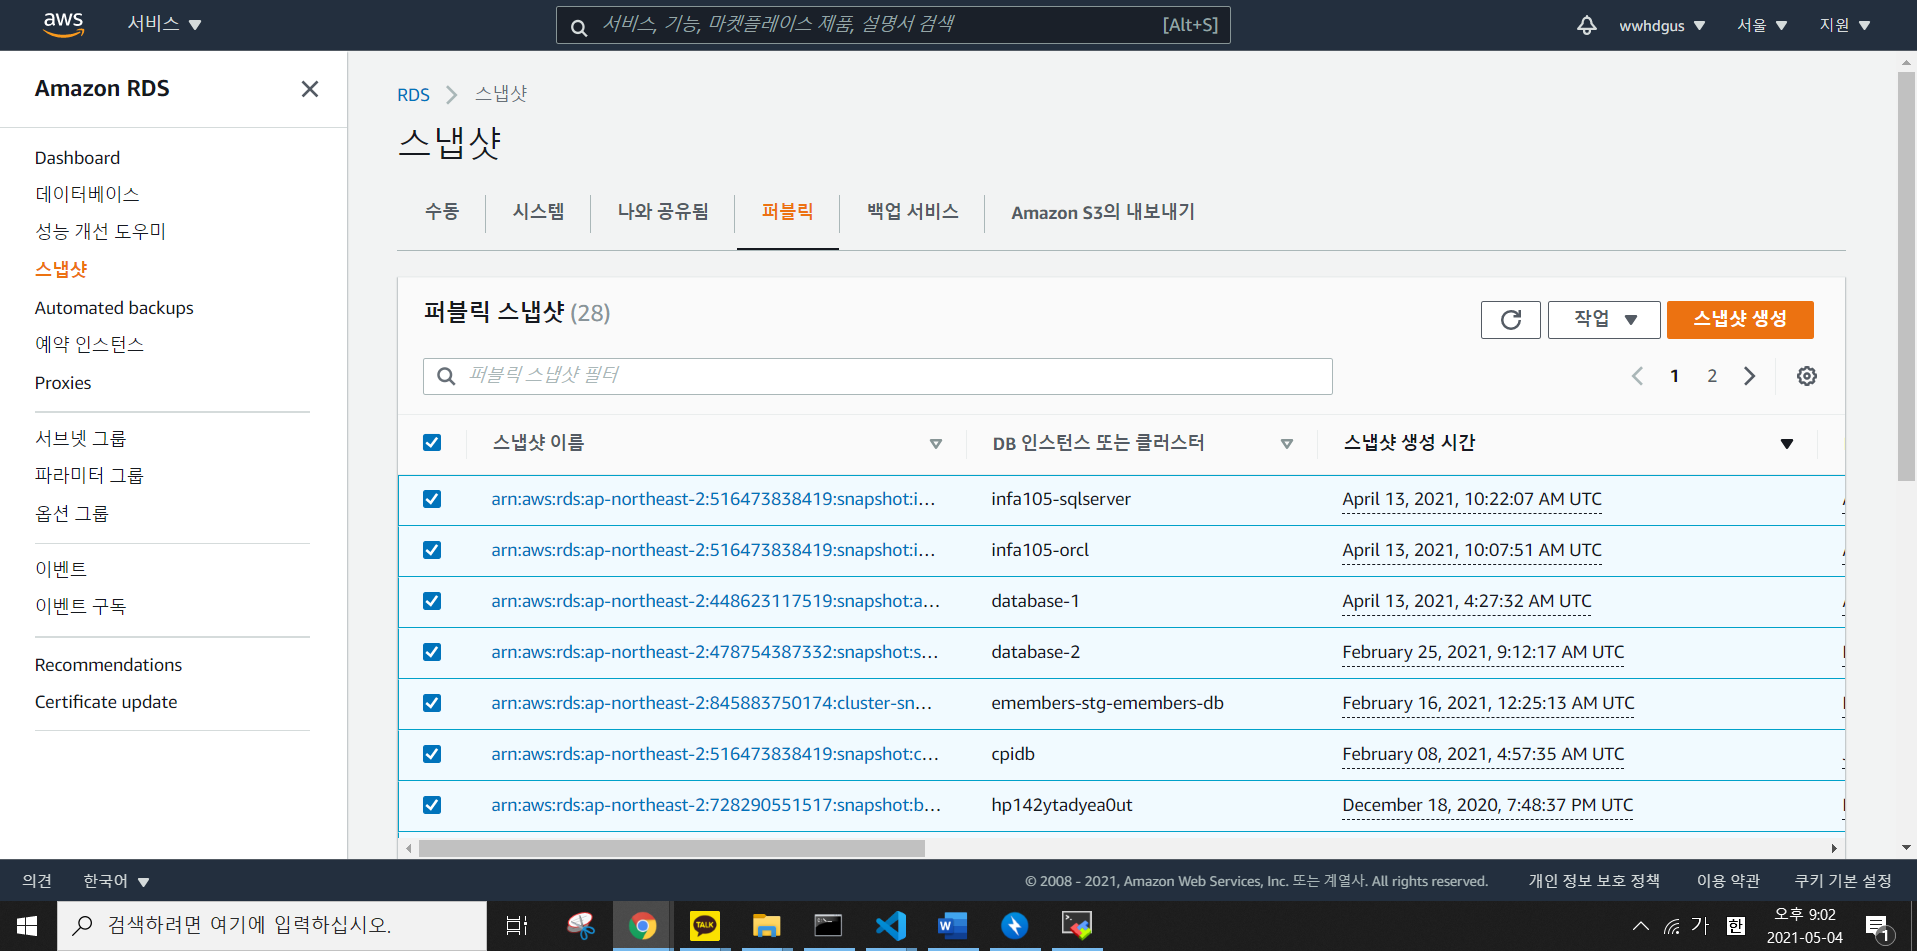 aws 서비스 ▼ 서비스, 기능, 마켓플레이스 제품, 설명서 검색 [Alt+S] wwhdgus ▼ 서울 ▼ 지원 ▼
Amazon RDS
Dashboard
데이터베이스
성능 개선 도우미
스냅샷
Automated backups
예약 인스턴스
Proxies
서브넷 그룹
파라미터 그룹
옵션 그룹
이벤트
이벤트 구독
Recommendations
Certificate update
RDS > 스냅샷
스냅샷
수동 시스템 나와 공유됨 퍼블릭 백업 서비스 Amazon S3의 내보내기
퍼블릭 스냅샷 (28) 작업 ▼ 스냅샷 생성
퍼블릭 스냅샷 필터 < 1 2 >
스냅샷 이름 DB 인스턴스 또는 클러스터 스냅샷 생성 시간
arn:aws:rds:ap-northeast-2:516473838419:snapshot:i... infa105-sqlserver April 13, 2021, 10:22:07 AM UTC
arn:aws:rds:ap-northeast-2:516473838419:snapshot:i... infa105-orcl April 13, 2021, 10:07:51 AM UTC
arn:aws:rds:ap-northeast-2:448623117519:snapshot:a... database-1 April 13, 2021, 4:27:32 AM UTC
arn:aws:rds:ap-northeast-2:478754387332:snapshot:s... database-2 February 25, 2021, 9:12:17 AM UTC
arn:aws:rds:ap-northeast-2:845883750174:cluster-sn... emembers-stg-emembers-db February 16, 2021, 12:25:13 AM UTC
arn:aws:rds:ap-northeast-2:516473838419:snapshot:c... cpidb February 08, 2021, 4:57:35 AM UTC
arn:aws:rds:ap-northeast-2:728290551517:snapshot:b... hp142ytadyea0ut December 18, 2020, 7:48:37 PM UTC
의견 한국어 ▼ © 2008 - 2021, Amazon Web Services, Inc. 또는 계열사. All rights reserved. 개인 정보 보호 정책 이용 약관 쿠키 기본 설정
검색하려면 여기에 입력하십시오. TALK W 가 한 오후 9:02
2021-05-04 1